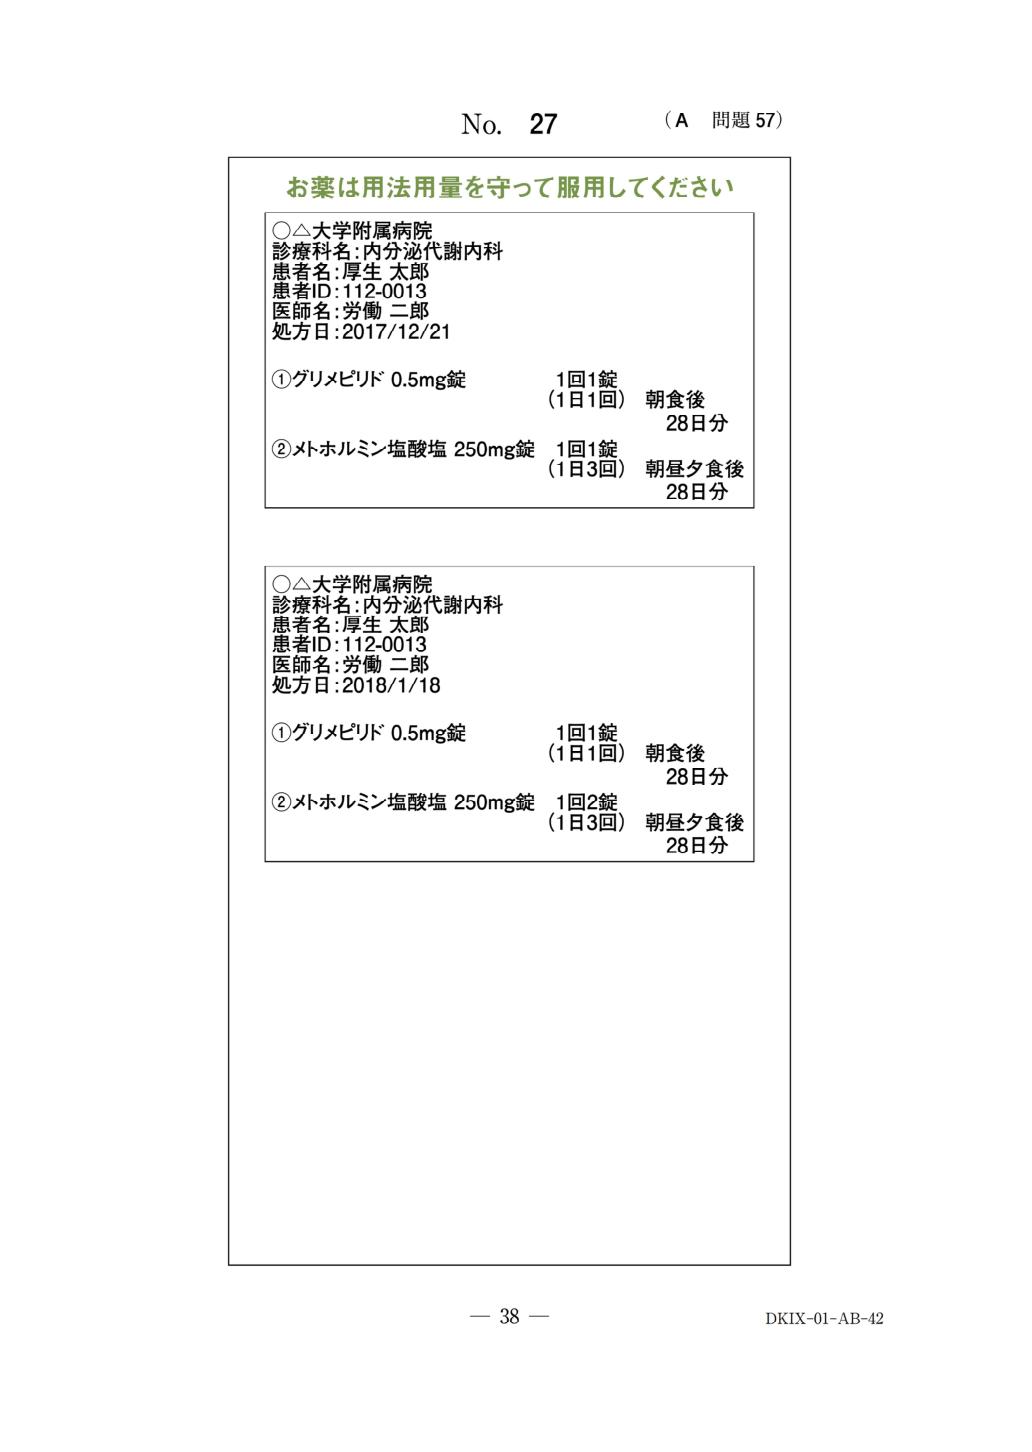 No. 27
（A 問題 57）
お薬は用法用量を守って服用してください
○△大学附属病院
診療科名：内分泌代謝内科
患者名：厚生 太郎
患者ID：112-0013
医師名：労働 二郎
処方日：2017/12/21
①グリメピリド 0.5mg錠 1回1錠
（1日1回） 朝食後
28日分
②メトホルミン塩酸塩 250mg錠 1回1錠
（1日3回） 朝昼夕食後
28日分
○△大学附属病院
診療科名：内分泌代謝内科
患者名：厚生 太郎
患者ID：112-0013
医師名：労働 二郎
処方日：2018/1/18
①グリメピリド 0.5mg錠 1回1錠
（1日1回） 朝食後
28日分
②メトホルミン塩酸塩 250mg錠 1回2錠
（1日3回） 朝昼夕食後
28日分
— 38 —
DKIX-01-AB-42